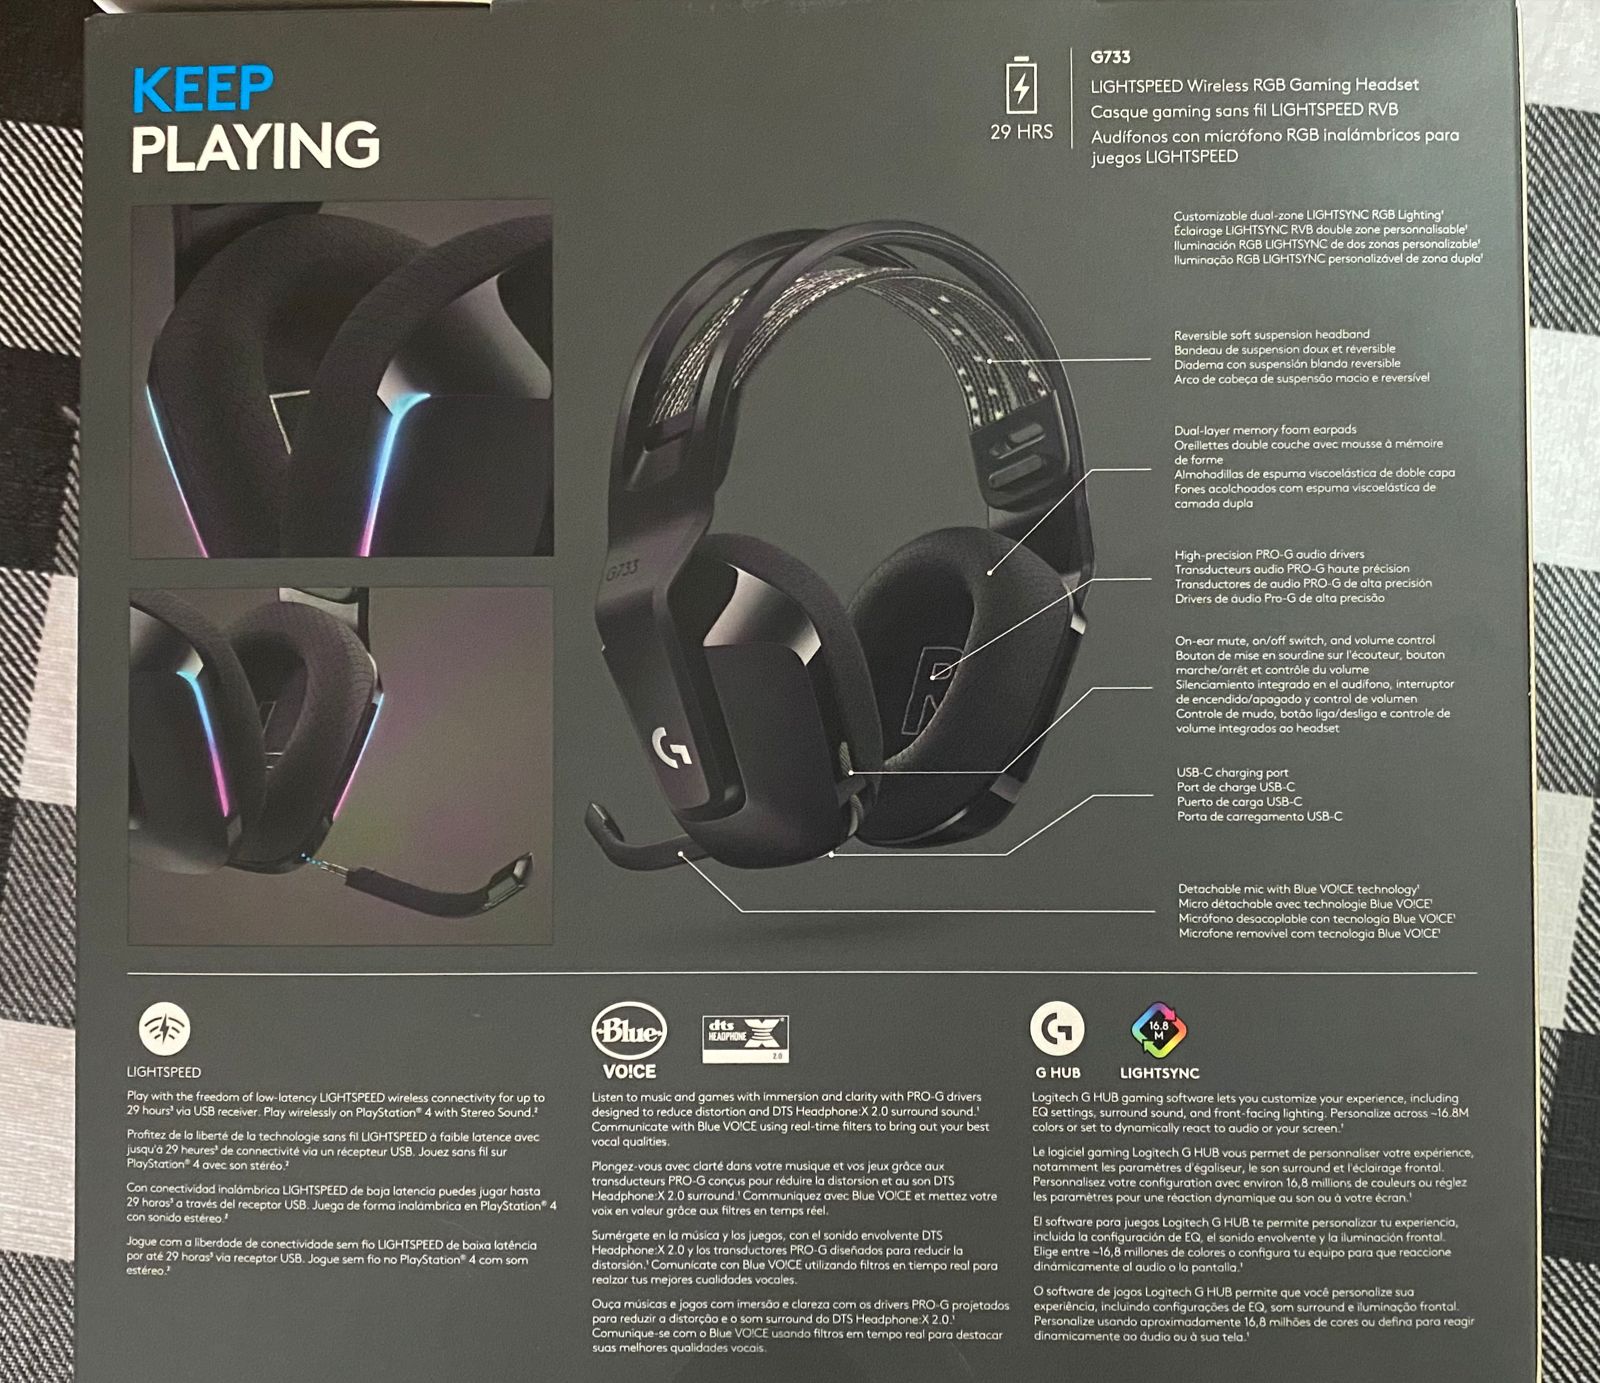 KEEP
PLAYING
29 HRS
G733
LIGHTSPEED Wireless RGB Gaming Headset
Casque gaming sans fil LIGHTSPEED RVB
Audífonos con micrófono RGB inalámbricos para
juegos LIGHTSPEED
Customizable dual-zone LIGHTSYNC RGB Lighting¹
Éclairage LIGHTSYNC RVB double zone personnalisable¹
Iluminación RGB LIGHTSYNC de dos zonas personalizable¹
Iluminação RGB LIGHTSYNC personalizável de zona dupla¹
Reversible soft suspension headband
Bandeau de suspension doux et réversible
Diadema con suspensión blanda reversible
Arco de cabeça de suspensão macio e reversível
Dual-layer memory foam earpads
Oreillettes double couche avec mousse à mémoire
de forme
Almohadillas de espuma viscoelástica de doble capa
Fones acolchoados com espuma viscoelástica de
camada dupla
High-precision PRO-G audio drivers
Transducteurs audio PRO-G haute précision
Transductores de audio PRO-G de alta precisión
Drivers de áudio Pro-G de alta precisão
On-ear mute, on/off switch, and volume control
Bouton de mise en sourdine sur l'écouteur, bouton
marche/arrêt et contrôle du volume
Silenciamiento integrado en el audífono, interruptor
de encendido/apagado y control de volumen
Controle de mudo, botão liga/desliga e controle de
volume integrados ao headset
USB-C charging port
Port de charge USB-C
Puerto de carga USB-C
Porta de carregamento USB-C
Detachable mic with Blue VO!CE technology¹
Micro détachable avec technologie Blue VO!CE¹
Micrófono desacoplable con tecnología Blue VO!CE¹
Microfone removível com tecnologia Blue VO!CE¹
G733
R
G
LIGHTSPEED
Play with the freedom of low-latency LIGHTSPEED wireless connectivity for up to
29 hours³ via USB receiver. Play wirelessly on PlayStation® 4 with Stereo Sound.²
Profitez de la liberté de la technologie sans fil LIGHTSPEED à faible latence avec
jusqu'à 29 heures³ de connectivité via un récepteur USB. Jouez sans fil sur
PlayStation® 4 avec son stéréo.²
Con conectividad inalámbrica LIGHTSPEED de baja latencia puedes jugar hasta
29 horas³ a través del receptor USB. Juega de forma inalámbrica en PlayStation® 4
con sonido estéreo.²
Jogue com a liberdade de conectividade sem fio LIGHTSPEED de baixa latência
por até 29 horas³ via receptor USB. Jogue sem fio no PlayStation® 4 com som
estéreo.²
Blue
VO!CE
dts
HEADPHONE X
2.0
Listen to music and games with immersion and clarity with PRO-G drivers
designed to reduce distortion and DTS Headphone:X 2.0 surround sound.¹
Communicate with Blue VO!CE using real-time filters to bring out your best
vocal qualities.
Plongez-vous avec clarté dans votre musique et vos jeux grâce aux
transducteurs PRO-G conçus pour réduire la distorsion et au son DTS
Headphone:X 2.0 surround.¹ Communiquez avec Blue VO!CE et mettez votre
voix en valeur grâce aux filtres en temps réel.
Sumérgete en la música y los juegos, con el sonido envolvente DTS
Headphone:X 2.0 y los transductores PRO-G diseñados para reducir la
distorsión.¹ Comunícate con Blue VO!CE utilizando filtros en tiempo real para
realzar tus mejores cualidades vocales.
Ouça músicas e jogos com imersão e clareza com os drivers PRO-G projetados
para reduzir a distorção e o som surround do DTS Headphone:X 2.0.¹
Comunique-se com o Blue VO!CE usando filtros em tempo real para destacar
suas melhores qualidades vocais.
G
G HUB
16.8
M
LIGHTSYNC
Logitech G HUB gaming software lets you customize your experience, including
EQ settings, surround sound, and front-facing lighting. Personalize across ~16.8M
colors or set to dynamically react to audio or your screen.¹
Le logiciel gaming Logitech G HUB vous permet de personnaliser votre expérience,
notamment les paramètres d'égaliseur, le son surround et l'éclairage frontal.
Personnalisez votre configuration avec environ 16,8 millions de couleurs ou réglez
les paramètres pour une réaction dynamique au son ou à votre écran.¹
El software para juegos Logitech G HUB te permite personalizar tu experiencia,
incluida la configuración de EQ, el sonido envolvente y la iluminación frontal.
Elige entre ~16,8 millones de colores o configura tu equipo para que reaccione
dinámicamente al audio o la pantalla.¹
O software de jogos Logitech G HUB permite que você personalize sua
experiência, incluindo configurações de EQ, som surround e iluminação frontal.
Personalize usando aproximadamente 16,8 milhões de cores ou defina para reagir
dinamicamente ao áudio ou à sua tela.¹